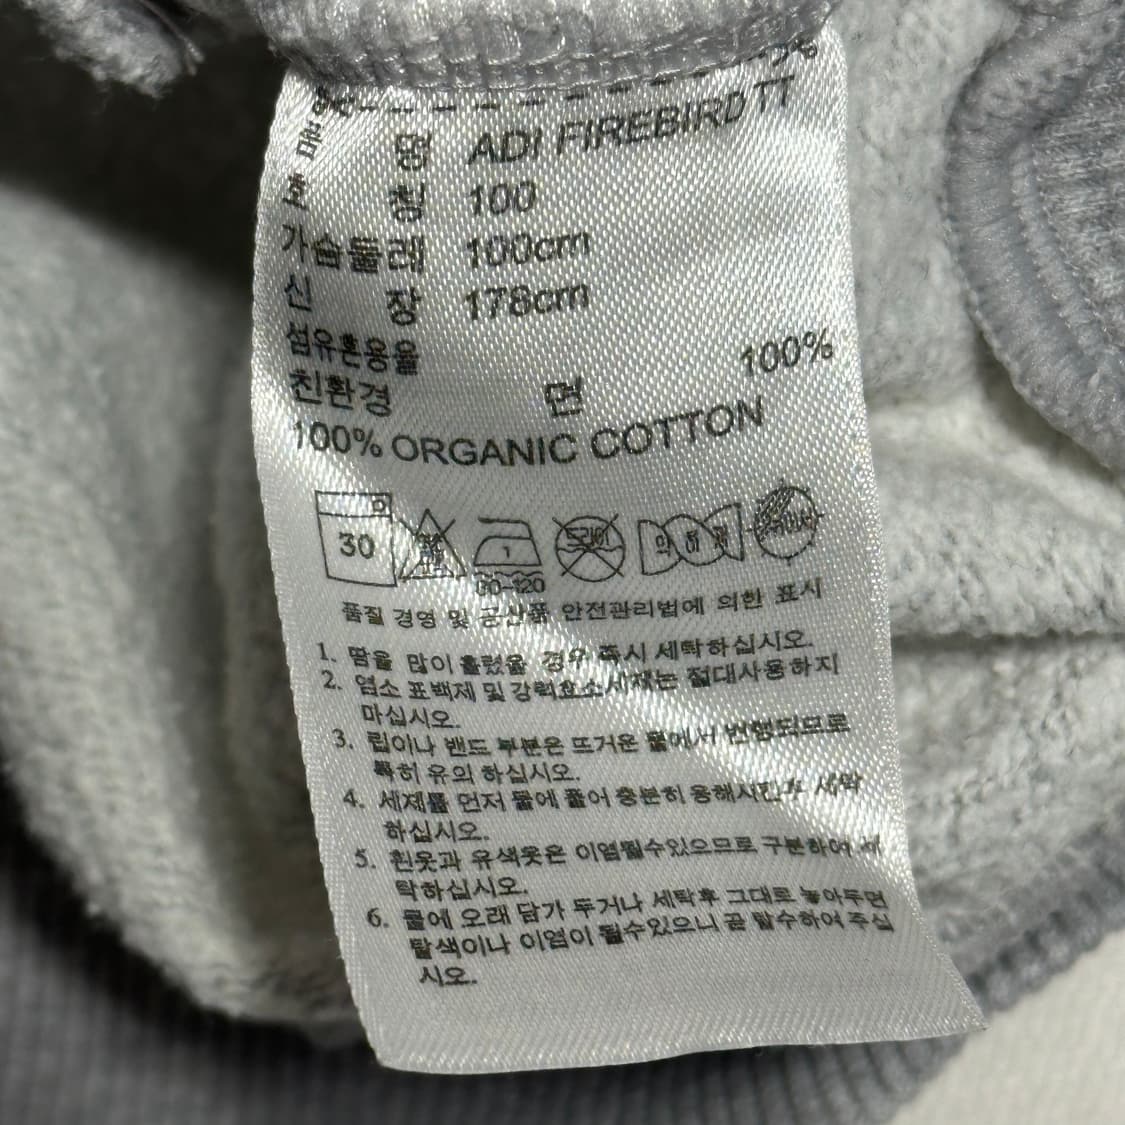 명 ADI FIREBIRD TT
호 칭 100
가슴둘레 100cm
신 장 178cm
섬유혼용율
친환경 면 100%
100% ORGANIC COTTON
30
1
80-120
드라이
약하게
품질 경영 및 공산품 안전관리법에 의한 표시
1. 땀을 많이 흘렸을 경우 즉시 세탁하십시오.
2. 염소 표백제 및 강력효소세제는 절대사용하지
마십시오.
3. 립이나 밴드 부분은 뜨거운 물에서 변형되므로
특히 유의 하십시오.
4. 세제를 먼저 물에 풀어 충분히 용해시킨후 세탁
하십시오.
5. 흰옷과 유색옷은 이염될수있으므로 구분하여 세
탁하십시오.
6. 물에 오래 담가 두거나 세탁후 그대로 놓아두면
탈색이나 이염이 될수있으니 곧 탈수하여 주십
시오.